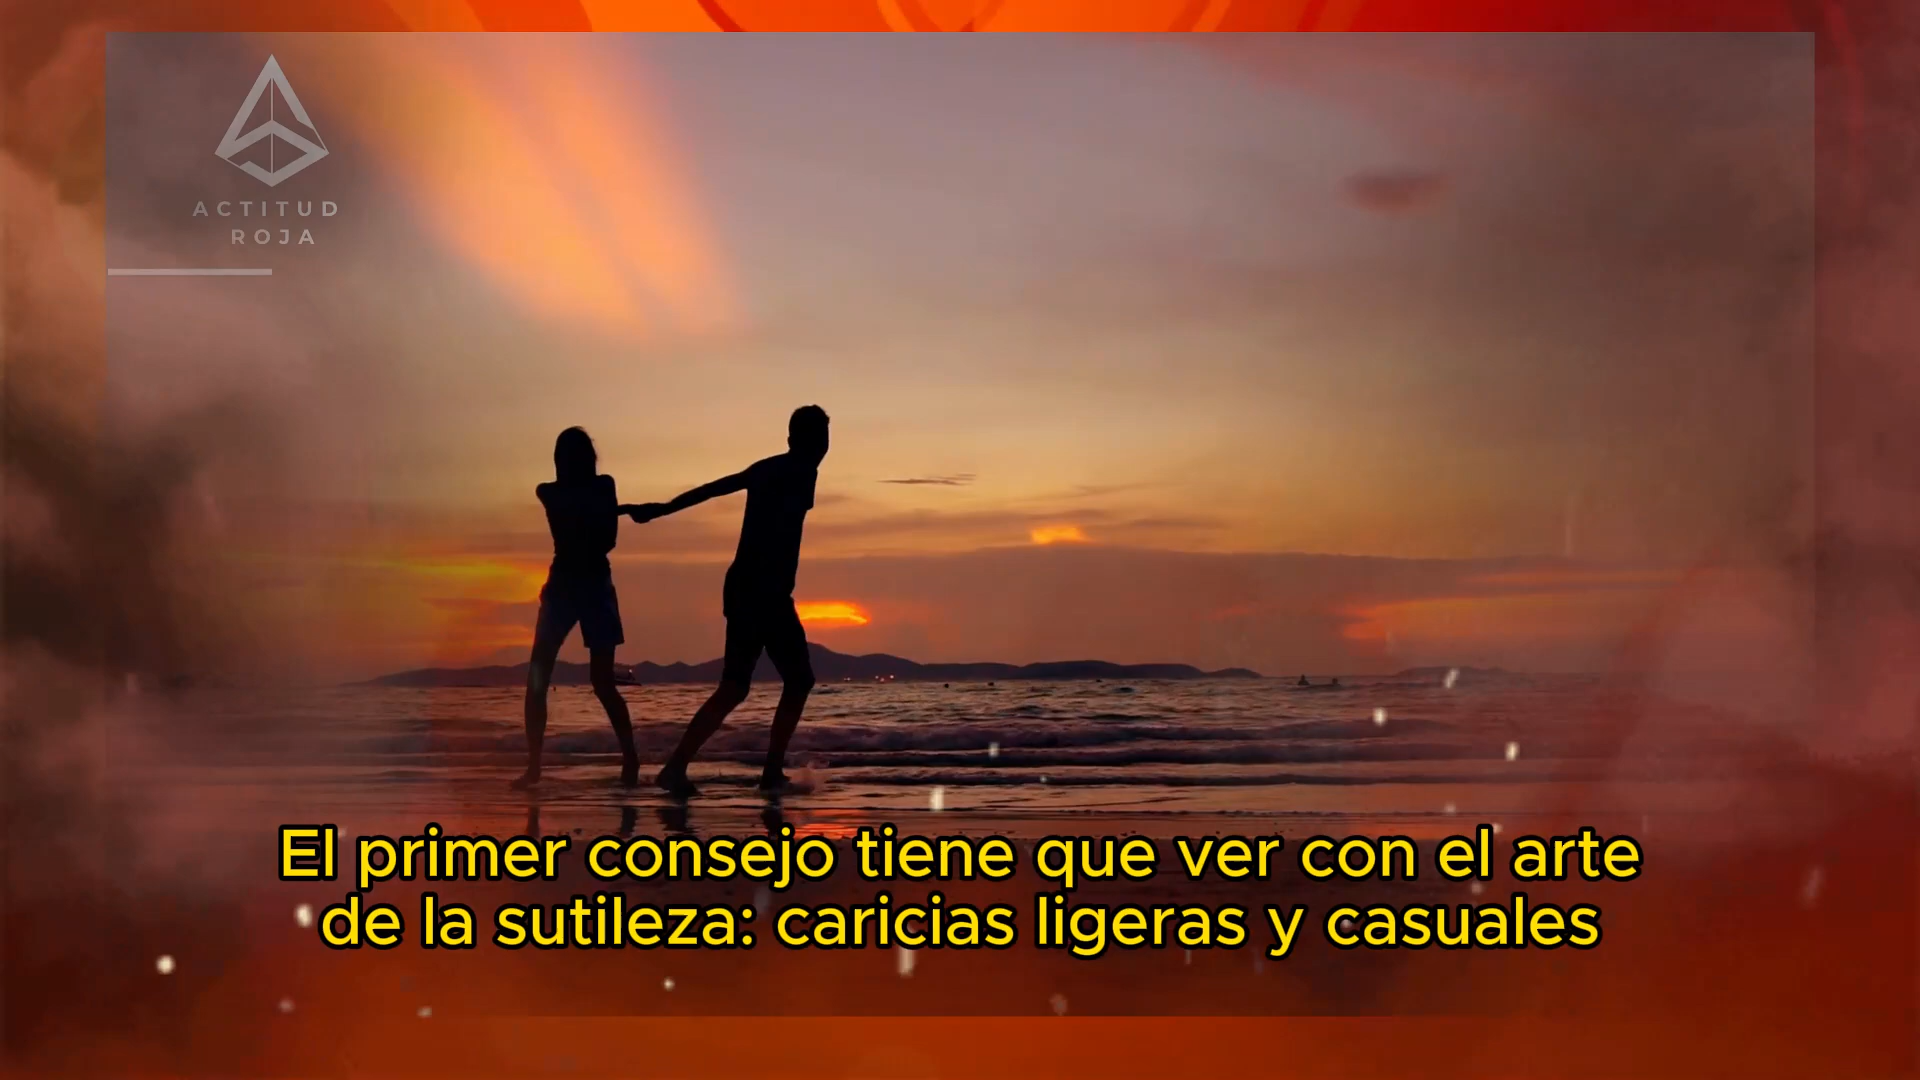 ACTITUD
ROJA
El primer consejo tiene que ver con el arte
de la sutileza: caricias ligeras y casuales